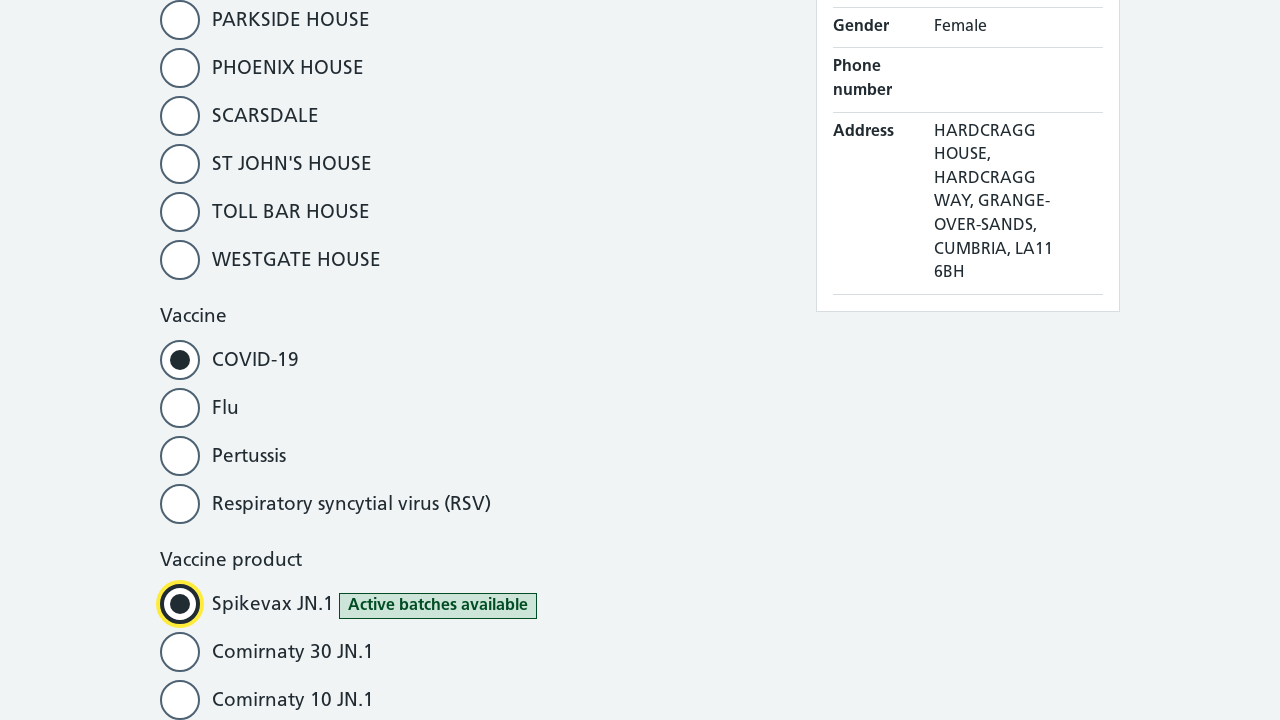 PARKSIDE HOUSE
PHOENIX HOUSE
SCARSDALE
ST JOHN'S HOUSE
TOLL BAR HOUSE
WESTGATE HOUSE
Vaccine
COVID-19
Flu
Pertussis
Respiratory syncytial virus (RSV)
Vaccine product
Spikevax JN.1 Active batches available
Comirnaty 30 JN.1
Comirnaty 10 JN.1
Gender Female
Phone
number
Address HARDCRAGG
HOUSE,
HARDCRAGG
WAY, GRANGE-
OVER-SANDS,
CUMBRIA, LA11
6BH